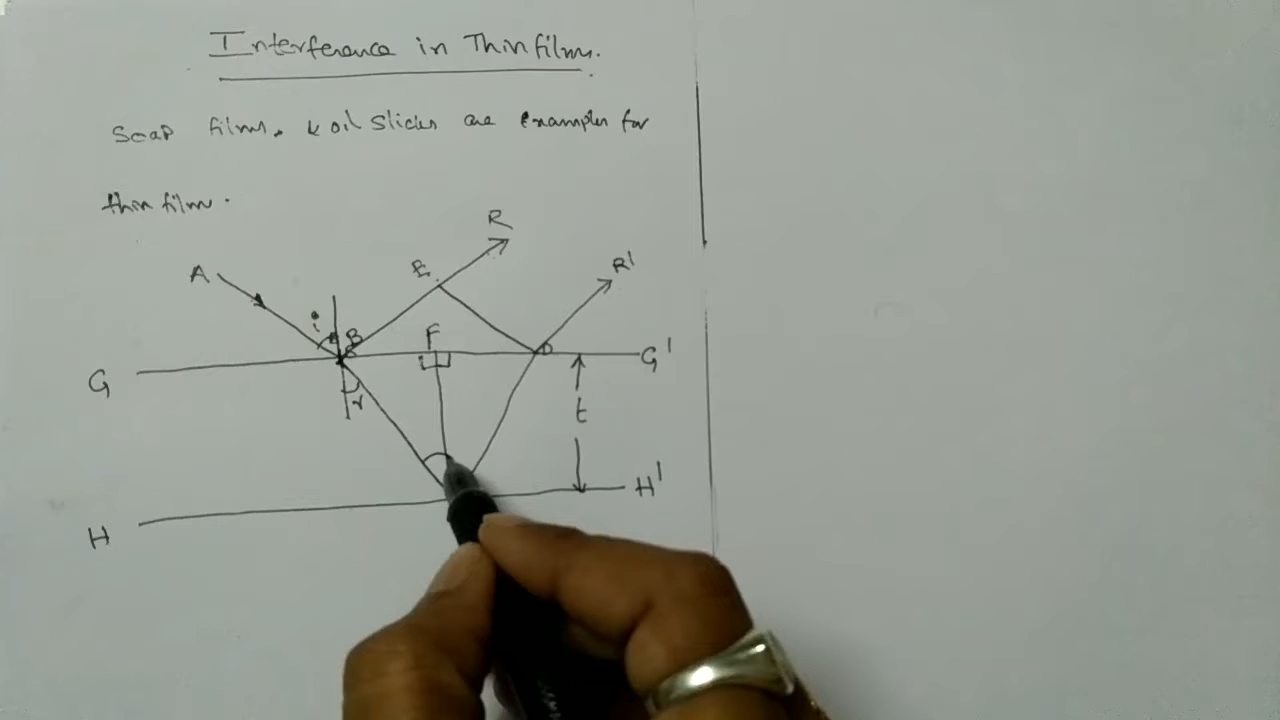 Interference in Thin films.
Soap films. & oil slicks are examples for
thin film.
R
A
E
R'
i
B
F
D
G
G'
r
t
H
H'